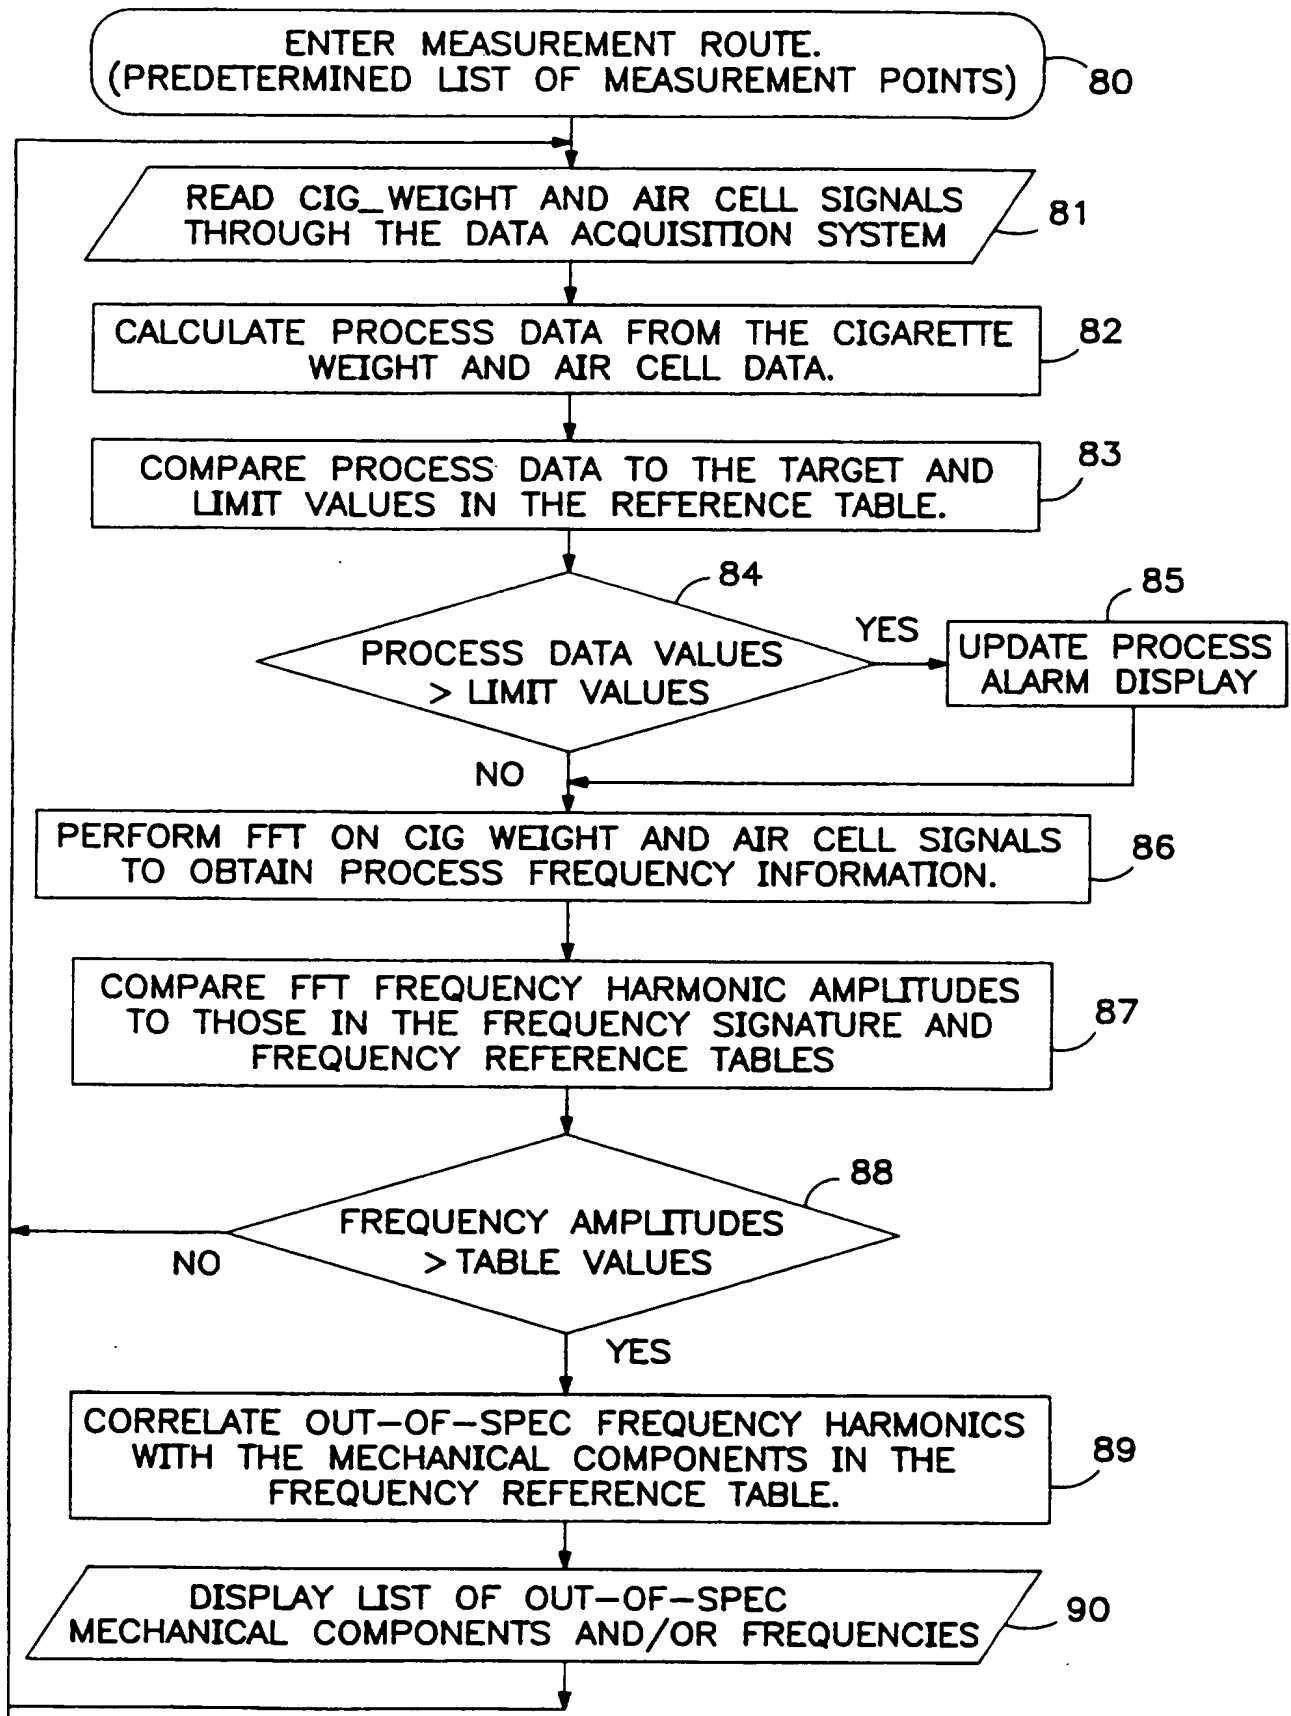 ENTER MEASUREMENT ROUTE.
(PREDETERMINED LIST OF MEASUREMENT POINTS)
80
READ CIG_WEIGHT AND AIR CELL SIGNALS
THROUGH THE DATA ACQUISITION SYSTEM
81
CALCULATE PROCESS DATA FROM THE CIGARETTE
WEIGHT AND AIR CELL DATA.
82
COMPARE PROCESS DATA TO THE TARGET AND
LIMIT VALUES IN THE REFERENCE TABLE.
83
84
PROCESS DATA VALUES
> LIMIT VALUES
YES
85
UPDATE PROCESS
ALARM DISPLAY
NO
PERFORM FFT ON CIG WEIGHT AND AIR CELL SIGNALS
TO OBTAIN PROCESS FREQUENCY INFORMATION.
86
COMPARE FFT FREQUENCY HARMONIC AMPLITUDES
TO THOSE IN THE FREQUENCY SIGNATURE AND
FREQUENCY REFERENCE TABLES
87
88
FREQUENCY AMPLITUDES
> TABLE VALUES
NO
YES
CORRELATE OUT-OF-SPEC FREQUENCY HARMONICS
WITH THE MECHANICAL COMPONENTS IN THE
FREQUENCY REFERENCE TABLE.
89
DISPLAY LIST OF OUT-OF-SPEC
MECHANICAL COMPONENTS AND/OR FREQUENCIES
90